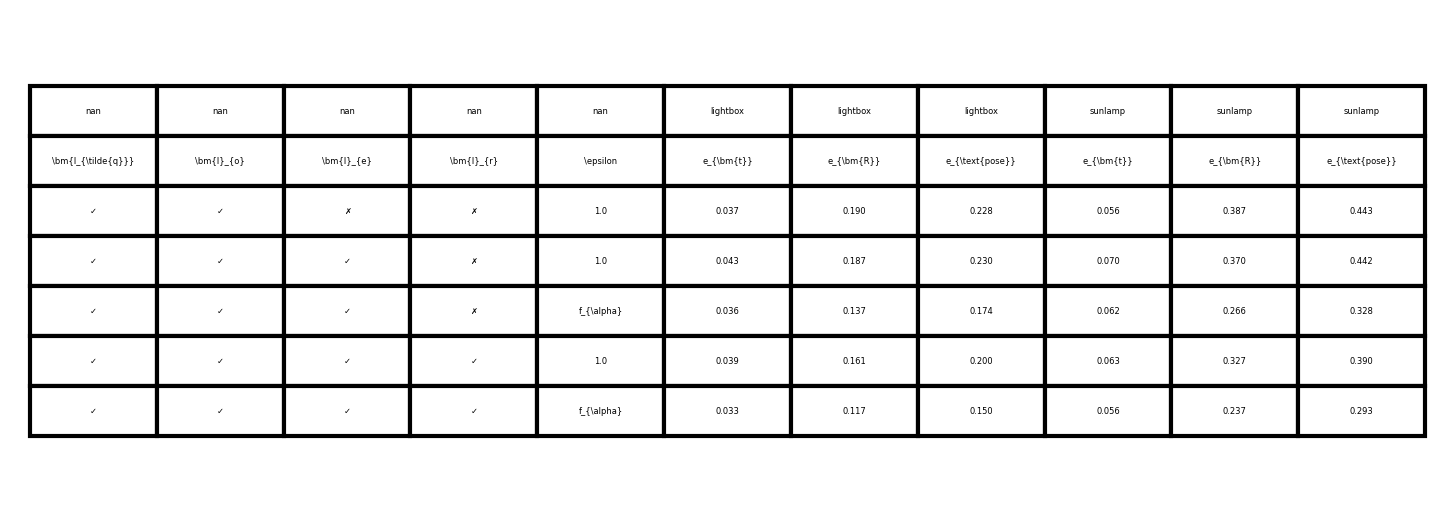 nan nan nan nan nan lightbox lightbox lightbox sunlamp sunlamp sunlamp
\bm{l_{\tilde{q}}} \bm{l}_{o} \bm{l}_{e} \bm{l}_{r} \epsilon e_{\bm{t}} e_{\bm{R}} e_{\text{pose}} e_{\bm{t}} e_{\bm{R}} e_{\text{pose}}
✓ ✓ ✗ ✗ 1.0 0.037 0.190 0.228 0.056 0.387 0.443
✓ ✓ ✓ ✗ 1.0 0.043 0.187 0.230 0.070 0.370 0.442
✓ ✓ ✓ ✗ f_{\alpha} 0.036 0.137 0.174 0.062 0.266 0.328
✓ ✓ ✓ ✓ 1.0 0.039 0.161 0.200 0.063 0.327 0.390
✓ ✓ ✓ ✓ f_{\alpha} 0.033 0.117 0.150 0.056 0.237 0.293